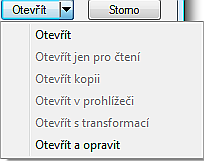 Otevřít Storno
Otevřít
Otevřít jen pro čtení
Otevřít kopii
Otevřít v prohlížeči
Otevřít s transformací
Otevřít a opravit